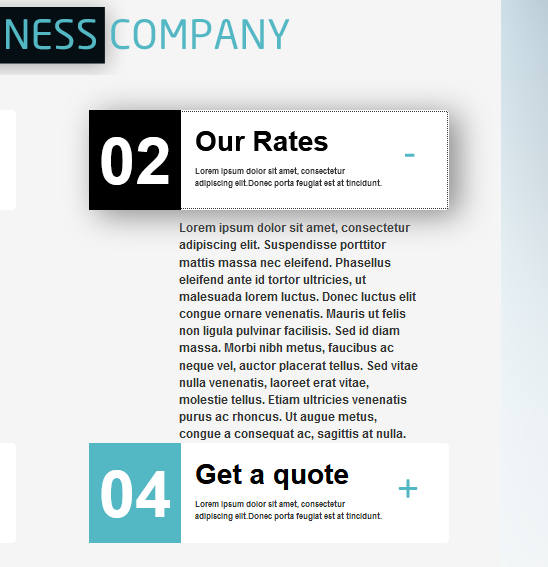 NESS COMPANY
02
Our Rates
-
Lorem ipsum dolor sit amet, consectetur
adipiscing elit.Donec porta feugiat est at tincidunt.
Lorem ipsum dolor sit amet, consectetur
adipiscing elit. Suspendisse porttitor
mattis massa nec eleifend. Phasellus
eleifend ante id tortor ultricies, ut
malesuada lorem luctus. Donec luctus elit
congue ornare venenatis. Mauris ut felis
non ligula pulvinar facilisis. Sed id diam
massa. Morbi nibh metus, faucibus ac
neque vel, auctor placerat tellus. Sed vitae
nulla venenatis, laoreet erat vitae,
molestie tellus. Etiam ultricies venenatis
purus ac rhoncus. Ut augue metus,
congue a consequat ac, sagittis at nulla.
04
Get a quote
+
Lorem ipsum dolor sit amet, consectetur
adipiscing elit.Donec porta feugiat est at tincidunt.